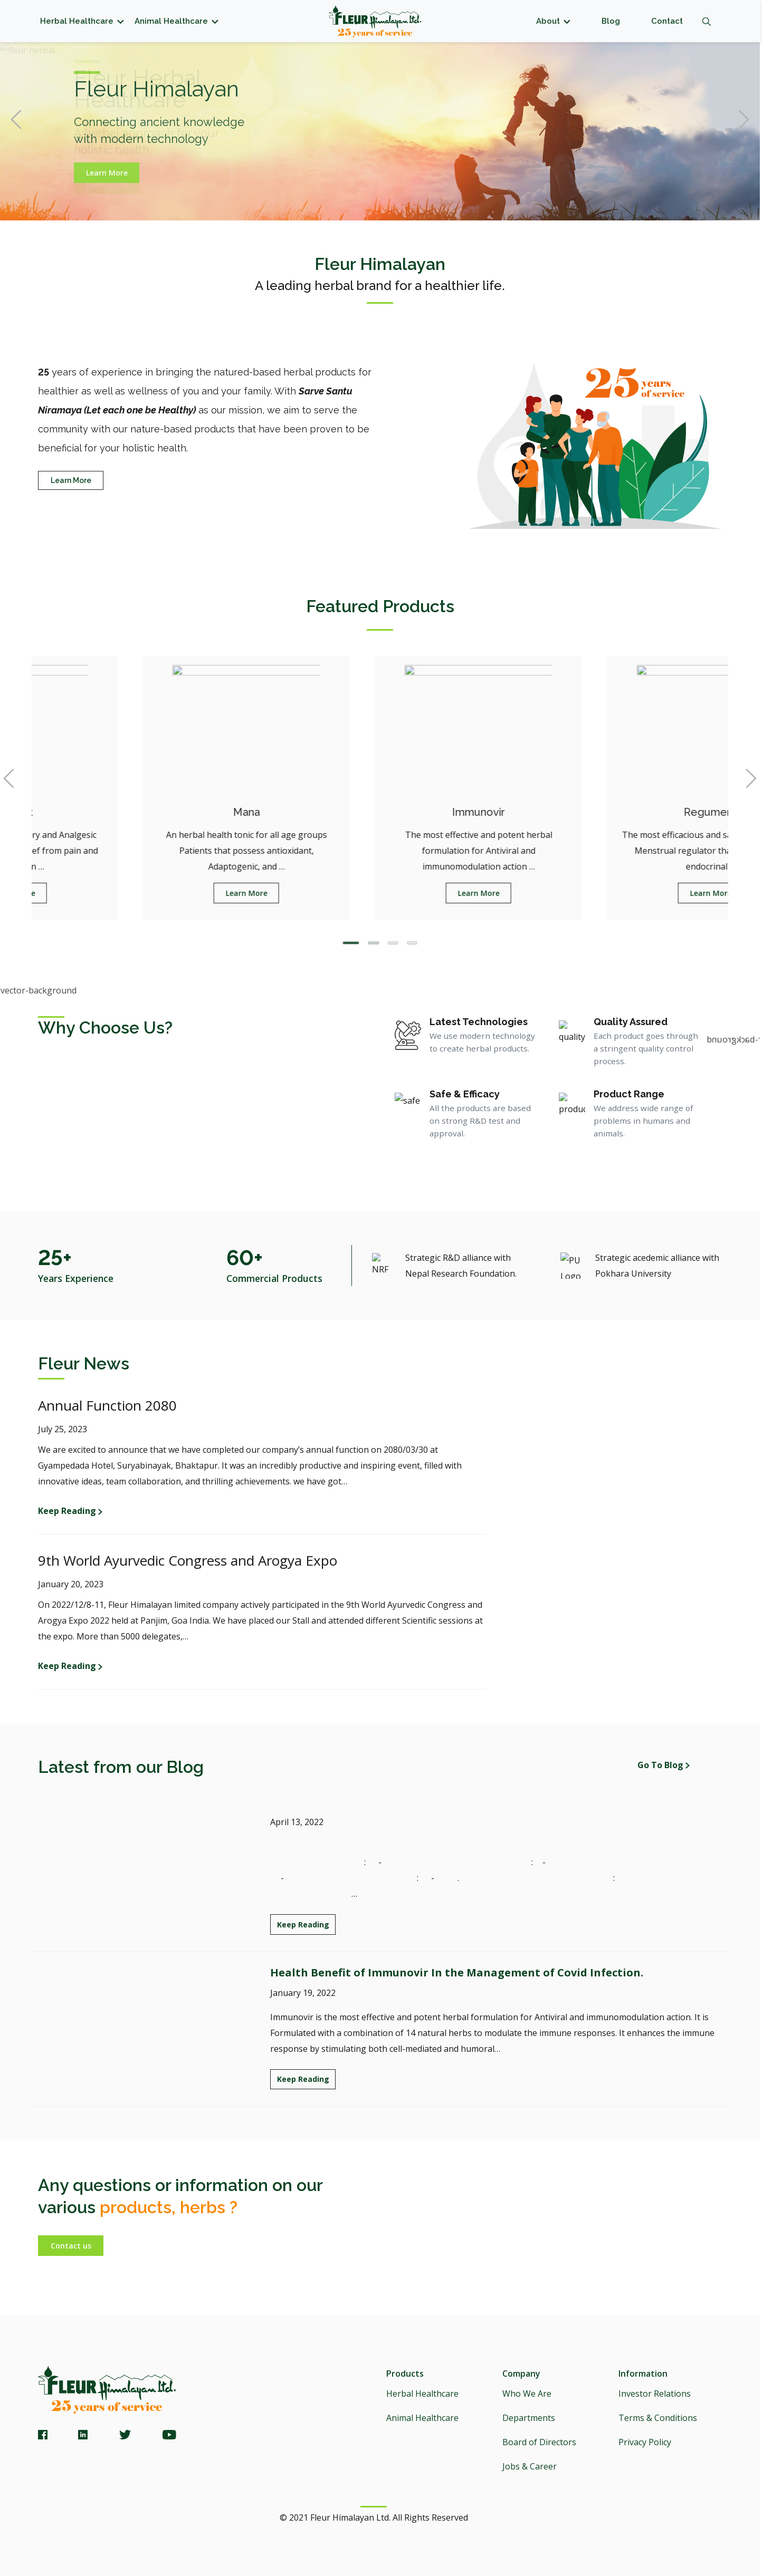 Herbal Healthcare
Animal Healthcare
FLEUR Himalayan Ltd.
25 years of service
About
Blog
Contact
fleur herbal
Fleur Herbal
Healthcare
Fleur Himalayan
Connecting ancient knowledge
with modern technology
holistic health.
Learn More
Fleur Himalayan
A leading herbal brand for a healthier life.
25 years of experience in bringing the natured-based herbal products for
healthier as well as wellness of you and your family. With Sarve Santu
Niramaya (Let each one be Healthy) as our mission, we aim to serve the
community with our nature-based products that have been proven to be
beneficial for your holistic health.
Learn More
25 years
of service
Featured Products
ry and Analgesic
ef from pain and
n ...
re
Mana
An herbal health tonic for all age groups
Patients that possess antioxidant,
Adaptogenic, and ...
Learn More
Immunovir
The most effective and potent herbal
formulation for Antiviral and
immunomodulation action ...
Learn More
Regumen
The most efficacious and sa
Menstrual regulator tha
endocrinal
Learn Mor
vector-background
Why Choose Us?
Latest Technologies
We use modern technology
to create herbal products.
quality
Quality Assured
Each product goes through
a stringent quality control
process.
r-background
safe
Safe & Efficacy
All the products are based
on strong R&D test and
approval.
produc
Product Range
We address wide range of
problems in humans and
animals.
25+
Years Experience
60+
Commercial Products
NRF
Strategic R&D alliance with
Nepal Research Foundation.
PU
Logo
Strategic acedemic alliance with
Pokhara University
Fleur News
Annual Function 2080
July 25, 2023
We are excited to announce that we have completed our company's annual function on 2080/03/30 at
Gyampedada Hotel, Suryabinayak, Bhaktapur. It was an incredibly productive and inspiring event, filled with
innovative ideas, team collaboration, and thrilling achievements. we have got...
Keep Reading
9th World Ayurvedic Congress and Arogya Expo
January 20, 2023
On 2022/12/8-11, Fleur Himalayan limited company actively participated in the 9th World Ayurvedic Congress and
Arogya Expo 2022 held at Panjim, Goa India. We have placed our Stall and attended different Scientific sessions at
the expo. More than 5000 delegates,...
Keep Reading
Latest from our Blog
Go To Blog
April 13, 2022
: - : -
- : - . :
...
Keep Reading
Health Benefit of Immunovir In the Management of Covid Infection.
January 19, 2022
Immunovir is the most effective and potent herbal formulation for Antiviral and immunomodulation action. It is
Formulated with a combination of 14 natural herbs to modulate the immune responses. It enhances the immune
response by stimulating both cell-mediated and humoral...
Keep Reading
Any questions or information on our
various products, herbs ?
Contact us
FLEUR Himalayan Ltd.
25 years of service
Products
Herbal Healthcare
Animal Healthcare
Company
Who We Are
Departments
Board of Directors
Jobs & Career
Information
Investor Relations
Terms & Conditions
Privacy Policy
© 2021 Fleur Himalayan Ltd. All Rights Reserved